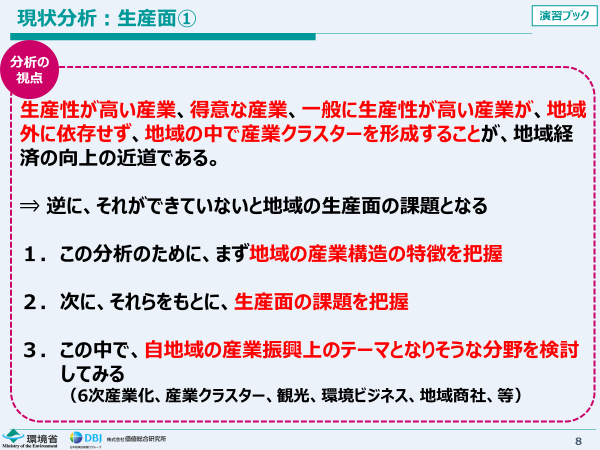 現状分析：生産面①
演習ブック
分析の
視点
生産性が高い産業、得意な産業、一般に生産性が高い産業が、地域
外に依存せず、地域の中で産業クラスターを形成することが、地域経
済の向上の近道である。
⇒ 逆に、それができていないと地域の生産面の課題となる
１．この分析のために、まず地域の産業構造の特徴を把握
２．次に、それらをもとに、生産面の課題を把握
３．この中で、自地域の産業振興上のテーマとなりそうな分野を検討
してみる
（6次産業化、産業クラスター、観光、環境ビジネス、地域商社、等）
環境省
Ministry of the Environment
DBJ
株式会社価値総合研究所
8